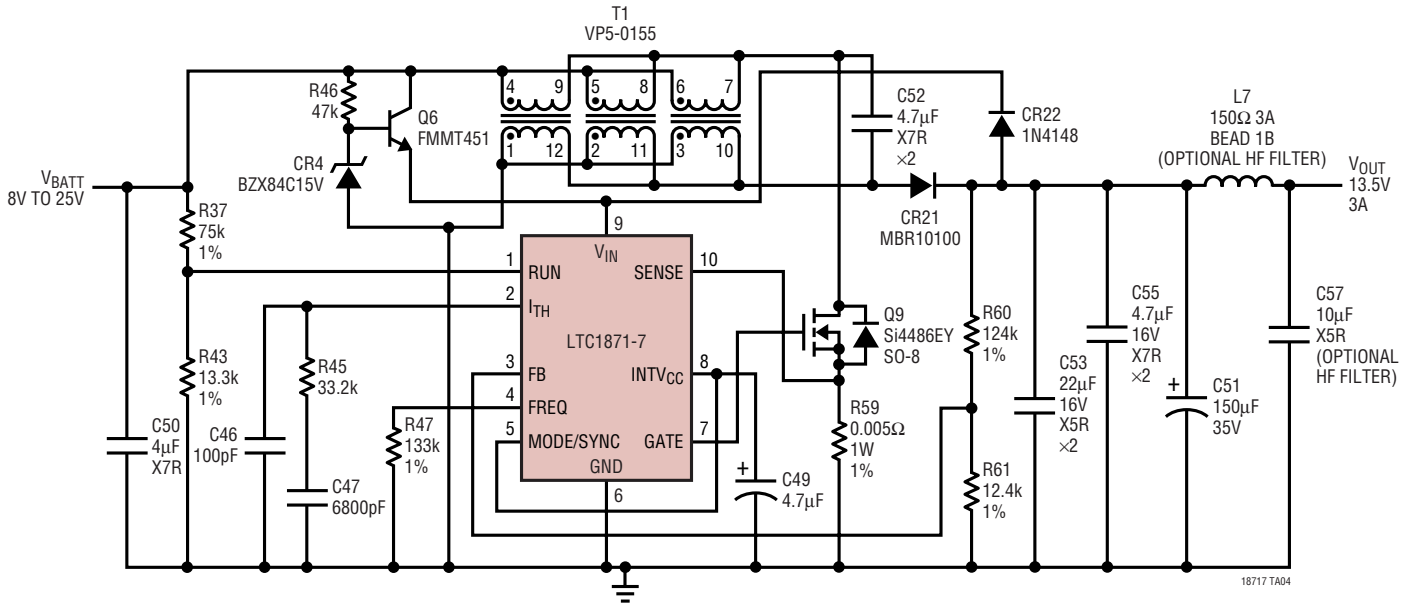 T1
VP5-0155
4
9
5
8
6
7
1
12
2
11
3
10
R46
47k
Q6
FMMT451
CR4
BZX84C15V
C52
4.7µF
X7R
×2
CR22
1N4148
L7
150Ω 3A
BEAD 1B
(OPTIONAL HF FILTER)
VBATT
8V TO 25V
VOUT
13.5V
3A
R37
75k
1%
CR21
MBR10100
9
VIN
1
RUN
SENSE
10
2
ITH
LTC1871-7
3
FB
INTVCC
8
4
FREQ
5
MODE/SYNC
GATE
7
GND
6
Q9
Si4486EY
SO-8
R60
124k
1%
C55
4.7µF
16V
X7R
×2
C57
10µF
X5R
(OPTIONAL
HF FILTER)
R43
13.3k
1%
R45
33.2k
C53
22µF
16V
X5R
×2
+
C51
150µF
35V
C50
4µF
X7R
C46
100pF
R47
133k
1%
R59
0.005Ω
1W
1%
C47
6800pF
+
C49
4.7µF
R61
12.4k
1%
18717 TA04